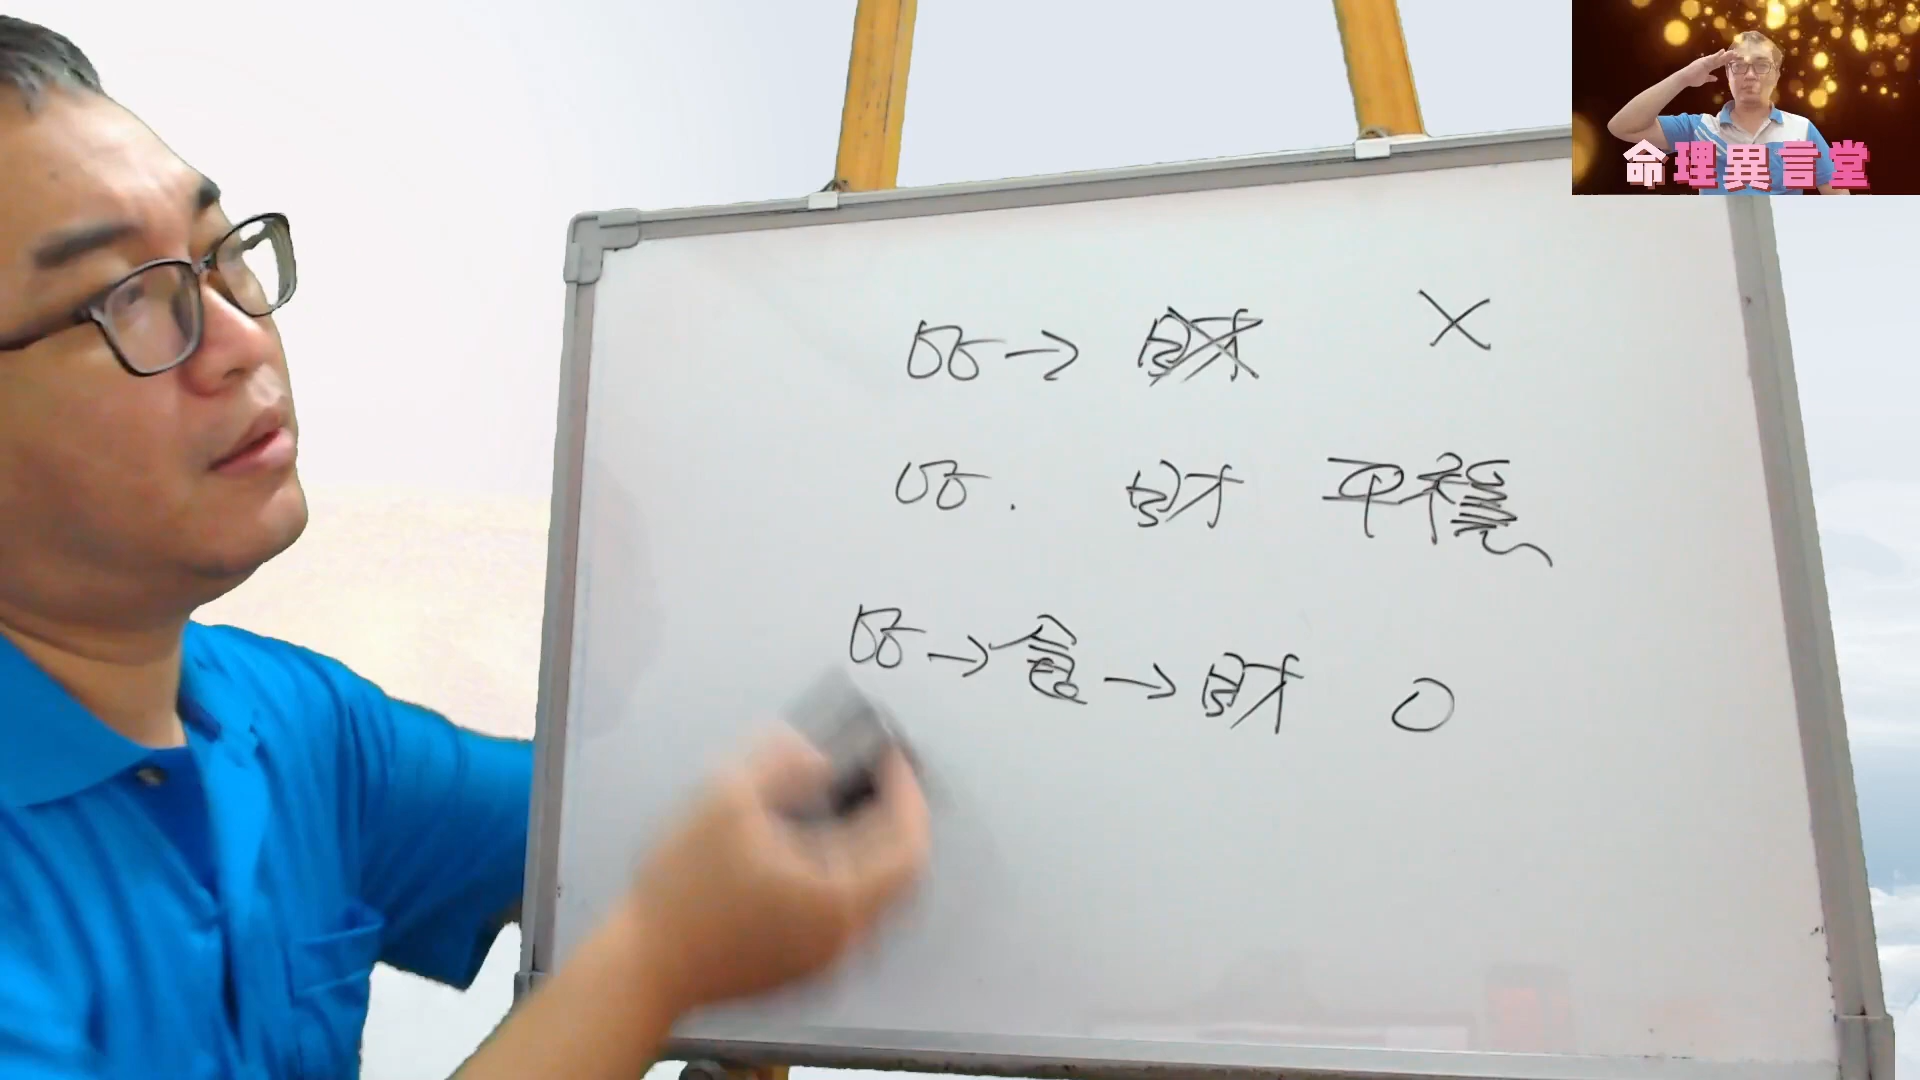 命理異言堂
比→財 ×
比. 財 平穩
比→食→財 ○